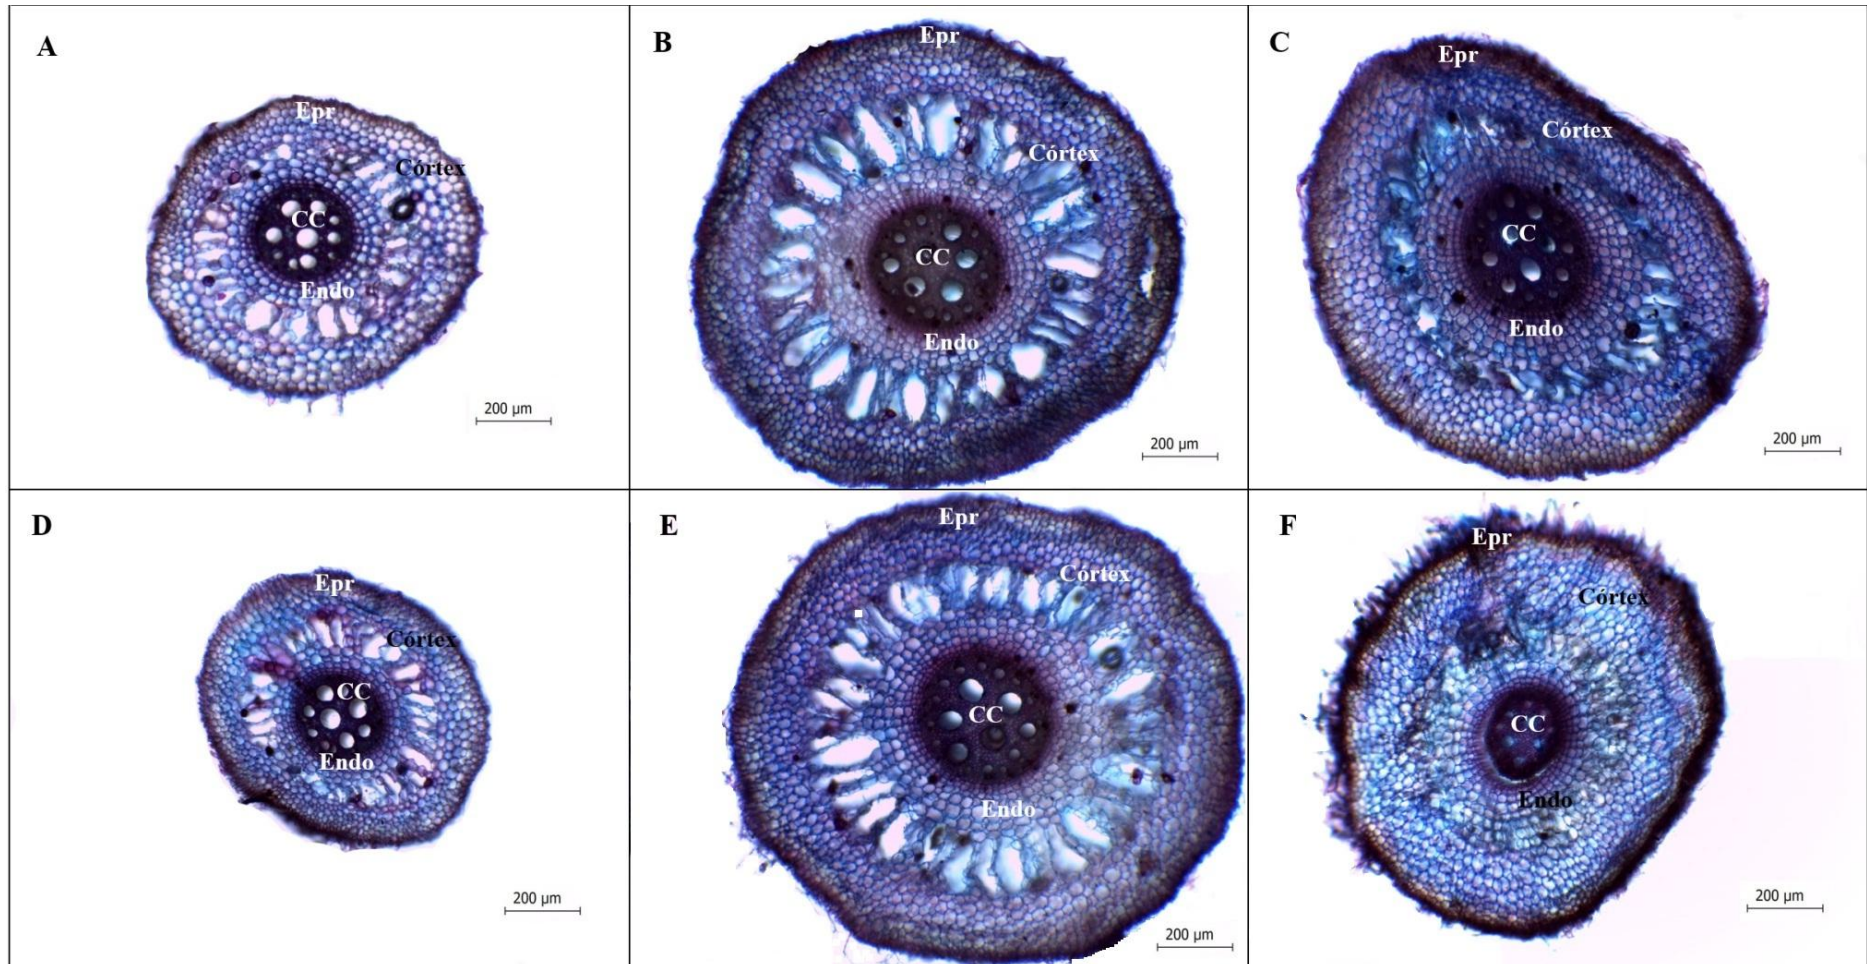 A
Epr
Córtex
CC
Endo
200 µm
B
Epr
Córtex
CC
Endo
200 µm
C
Epr
Córtex
CC
Endo
200 µm
D
Epr
Córtex
CC
Endo
200 µm
E
Epr
Córtex
CC
Endo
200 µm
F
Epr
Córtex
CC
Endo
200 µm